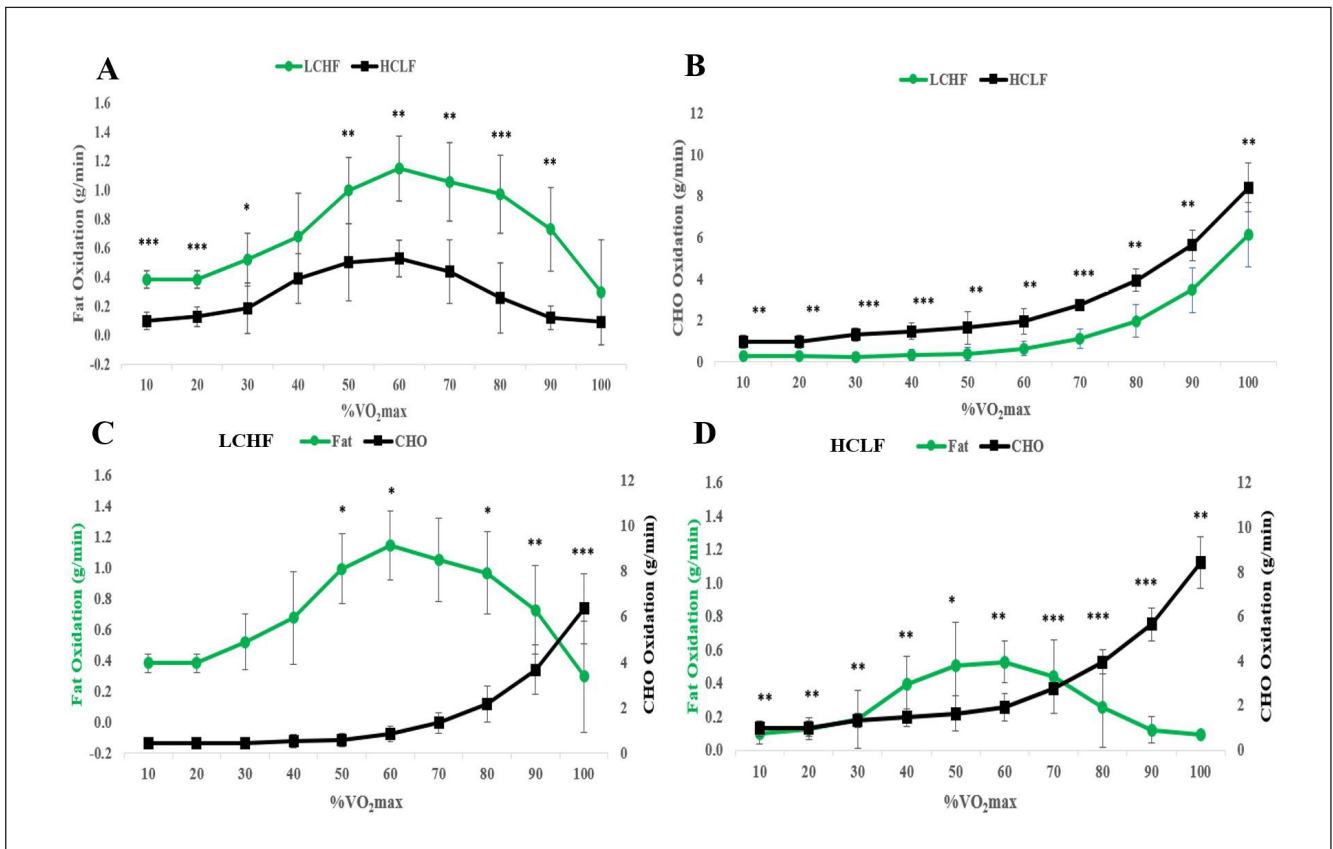 A
LCHF HCLF
Fat Oxidation (g/min)
1.6
1.4
1.2
1.0
0.8
0.6
0.4
0.2
0.0
-0.2
*** *** * ** ** ** *** **
10 20 30 40 50 60 70 80 90 100
%VO₂max
B
LCHF HCLF
CHO Oxidation (g/min)
12
10
8
6
4
2
0
** ** *** *** ** ** *** ** ** **
10 20 30 40 50 60 70 80 90 100
%VO₂max
C
LCHF Fat CHO
Fat Oxidation (g/min)
1.6
1.4
1.2
1.0
0.8
0.6
0.4
0.2
0.0
-0.2
* * * ** ***
12
10
8
6
4
2
0
CHO Oxidation (g/min)
10 20 30 40 50 60 70 80 90 100
%VO₂max
D
HCLF Fat CHO
Fat Oxidation (g/min)
1.6
1.4
1.2
1.0
0.8
0.6
0.4
0.2
0.0
** ** ** ** * ** *** *** *** **
12
10
8
6
4
2
0
CHO Oxidation (g/min)
10 20 30 40 50 60 70 80 90 100
%VO₂max